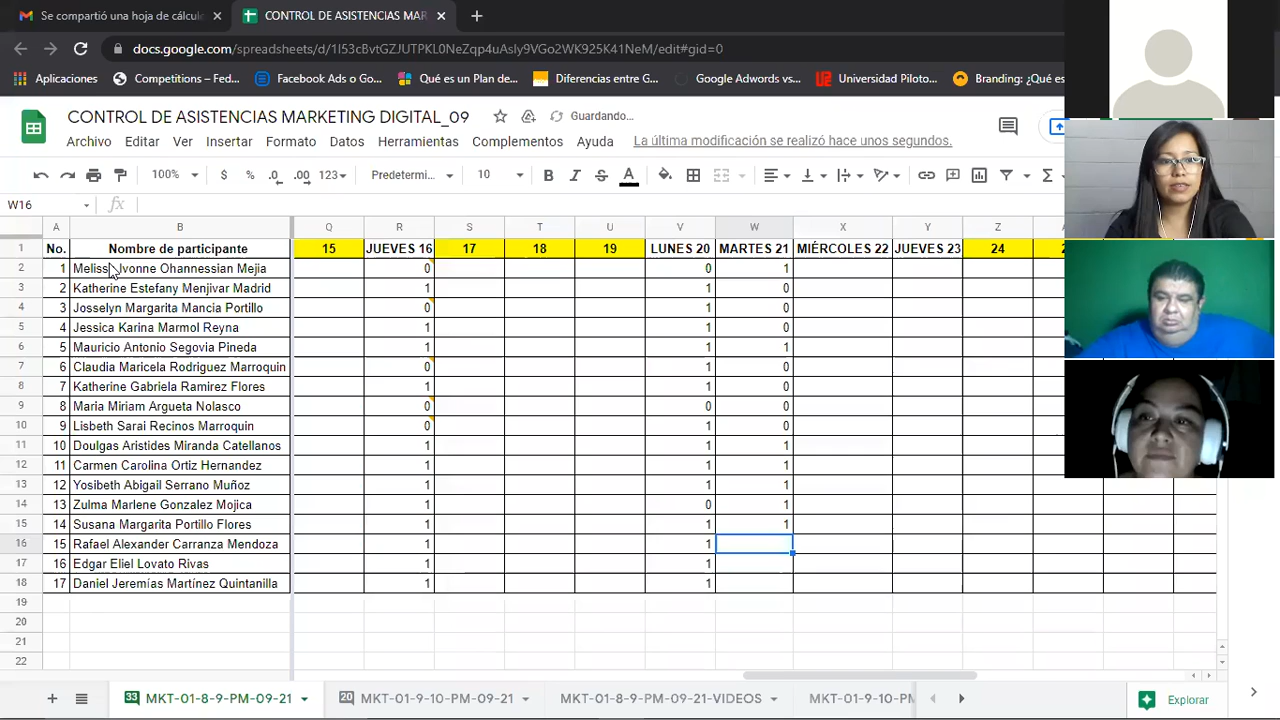 Se compartió una hoja de cálcu
CONTROL DE ASISTENCIAS MAR
docs.google.com/spreadsheets/d/1I53cBvtGZJUTPKL0NeZqp4uAsly9VGo2WK925K41NeM/edit#gid=0
Aplicaciones Competitions – Fed... Facebook Ads o Go... Qué es un Plan de... Diferencias entre G... Google Adwords vs... Universidad Piloto... Branding: ¿Qué es
CONTROL DE ASISTENCIAS MARKETING DIGITAL_09 Guardando...
Archivo Editar Ver Insertar Formato Datos Herramientas Complementos Ayuda La última modificación se realizó hace unos segundos.
100% $ % .0 .00 123 Predetermi... 10 B I S A Σ
W16 fx
A B Q R S T U V W X Y Z
1 No. Nombre de participante 15 JUEVES 16 17 18 19 LUNES 20 MARTES 21 MIÉRCOLES 22 JUEVES 23 24 2
2 1 Meliss Ivonne Ohannessian Mejia 0 0 1
3 2 Katherine Estefany Menjivar Madrid 1 1 0
4 3 Josselyn Margarita Mancia Portillo 0 1 0
5 4 Jessica Karina Marmol Reyna 1 1 0
6 5 Mauricio Antonio Segovia Pineda 1 1 1
7 6 Claudia Maricela Rodriguez Marroquin 0 1 0
8 7 Katherine Gabriela Ramirez Flores 1 1 0
9 8 Maria Miriam Argueta Nolasco 0 0 0
10 9 Lisbeth Sarai Recinos Marroquin 0 1 0
11 10 Doulgas Aristides Miranda Catellanos 1 1 1
12 11 Carmen Carolina Ortiz Hernandez 1 1 1
13 12 Yosibeth Abigail Serrano Muñoz 1 1 1
14 13 Zulma Marlene Gonzalez Mojica 1 0 1
15 14 Susana Margarita Portillo Flores 1 1 1
16 15 Rafael Alexander Carranza Mendoza 1 1
17 16 Edgar Eliel Lovato Rivas 1 1
18 17 Daniel Jeremías Martínez Quintanilla 1 1
19
20
21
22
33 MKT-01-8-9-PM-09-21 20 MKT-01-9-10-PM-09-21 MKT-01-8-9-PM-09-21-VIDEOS MKT-01-9-10-PM Explorar